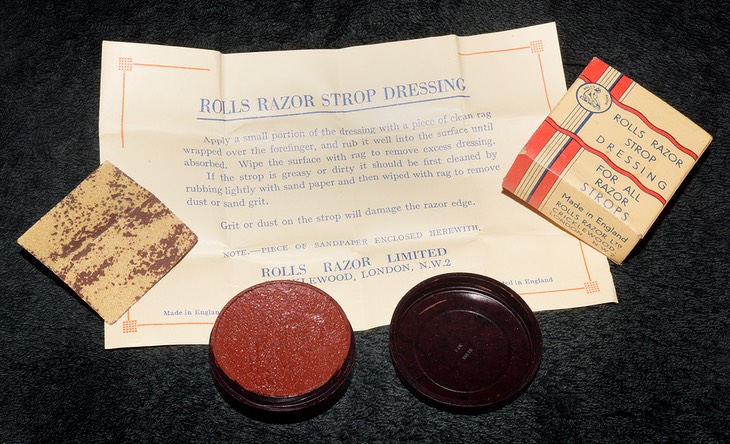 ROLLS RAZOR STROP DRESSING
Apply a small portion of the dressing with a piece of clean rag
wrapped over the forefinger, and rub it well into the surface until
absorbed. Wipe the surface with rag to remove excess dressing.
If the strop is greasy or dirty it should be first cleaned by
rubbing lightly with sand paper and then wiped with rag to remove
dust or sand grit.
Grit or dust on the strop will damage the razor edge.
NOTE.—PIECE OF SANDPAPER ENCLOSED HEREWITH.
ROLLS RAZOR LIMITED
CKLEWOOD, LONDON, N.W.2
Made in England
ted in England
ROLLS RAZOR
STROP
DRESSING
FOR ALL
RAZOR
STROPS
Made in England
ROLLS RAZOR LTD
CRICKLEWOOD
LONDON